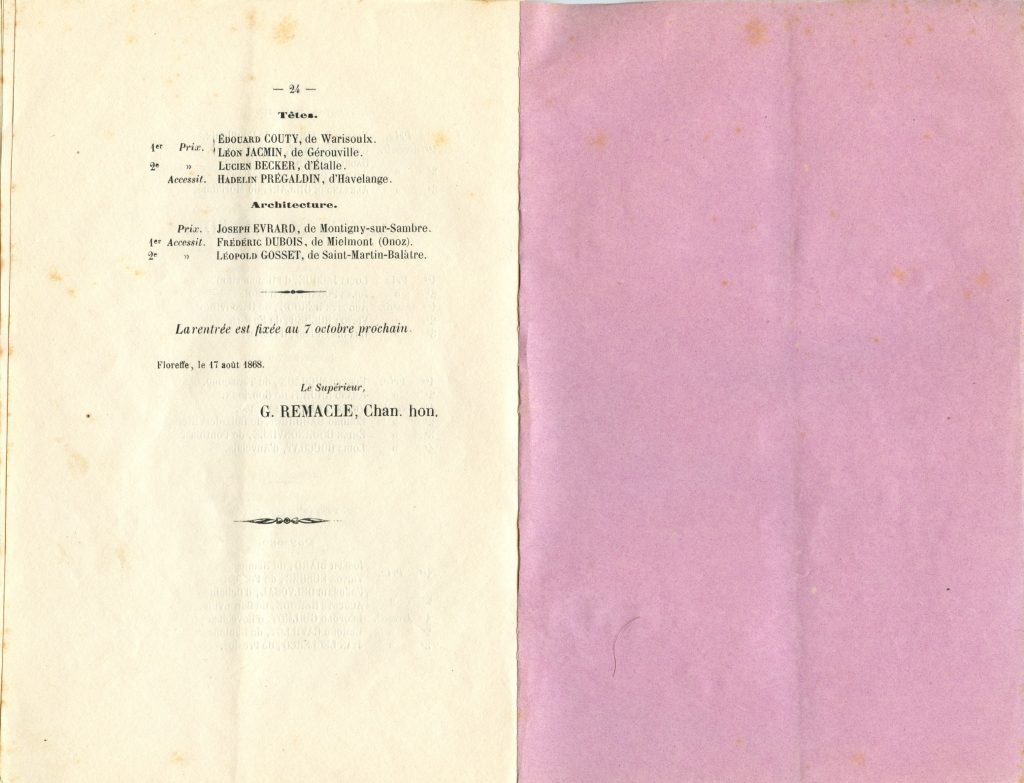 — 24 —
Têtes.
1er Prix. ÉDOUARD COUTY, de Warisoulx.
LÉON JACMIN, de Gérouville.
2e » LUCIEN BECKER, d'Étalle.
Accessit. HADELIN PRÉGALDIN, d'Havelange.
Architecture.
Prix. JOSEPH EVRARD, de Montigny-sur-Sambre.
1er Accessit. FRÉDÉRIC DUBOIS, de Mielmont (Onoz).
2e » LÉOPOLD GOSSET, de Saint-Martin-Balâtre.
La rentrée est fixée au 7 octobre prochain.
Floreffe, le 17 août 1868.
Le Supérieur,
G. REMACLE, Chan. hon.